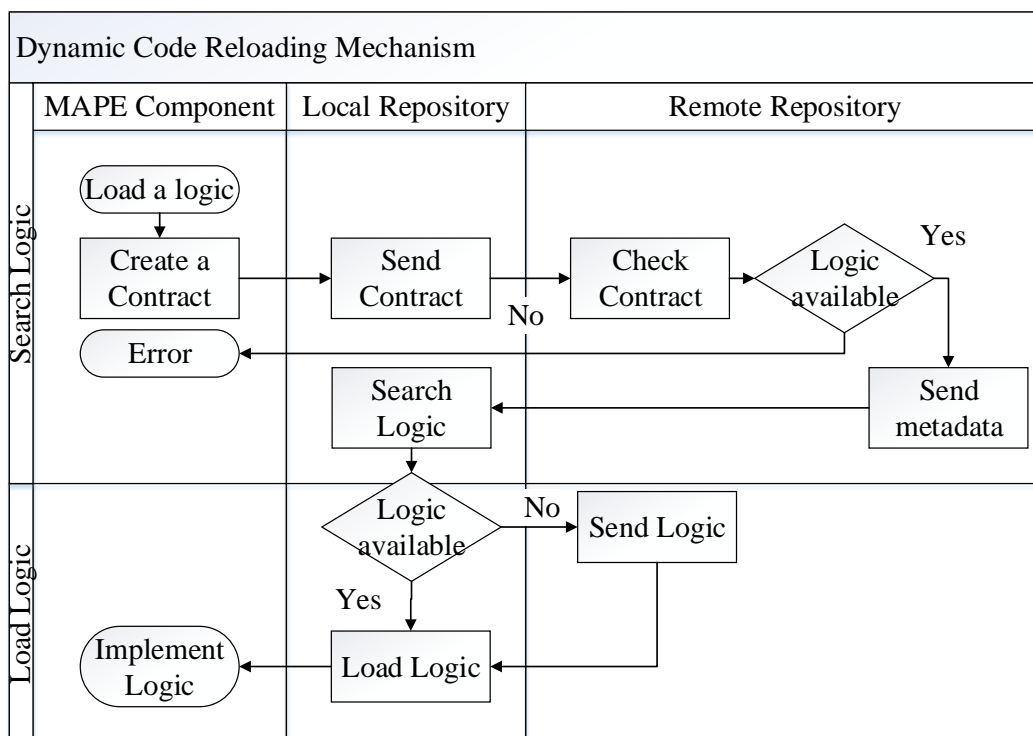 Dynamic Code Reloading Mechanism
MAPE Component
Local Repository
Remote Repository
Search Logic
Load a logic
Create a
Contract
Send
Contract
Check
Contract
Logic
available
Yes
No
Error
Search
Logic
Send
metadata
Load Logic
Logic
available
No
Send Logic
Yes
Implement
Logic
Load Logic